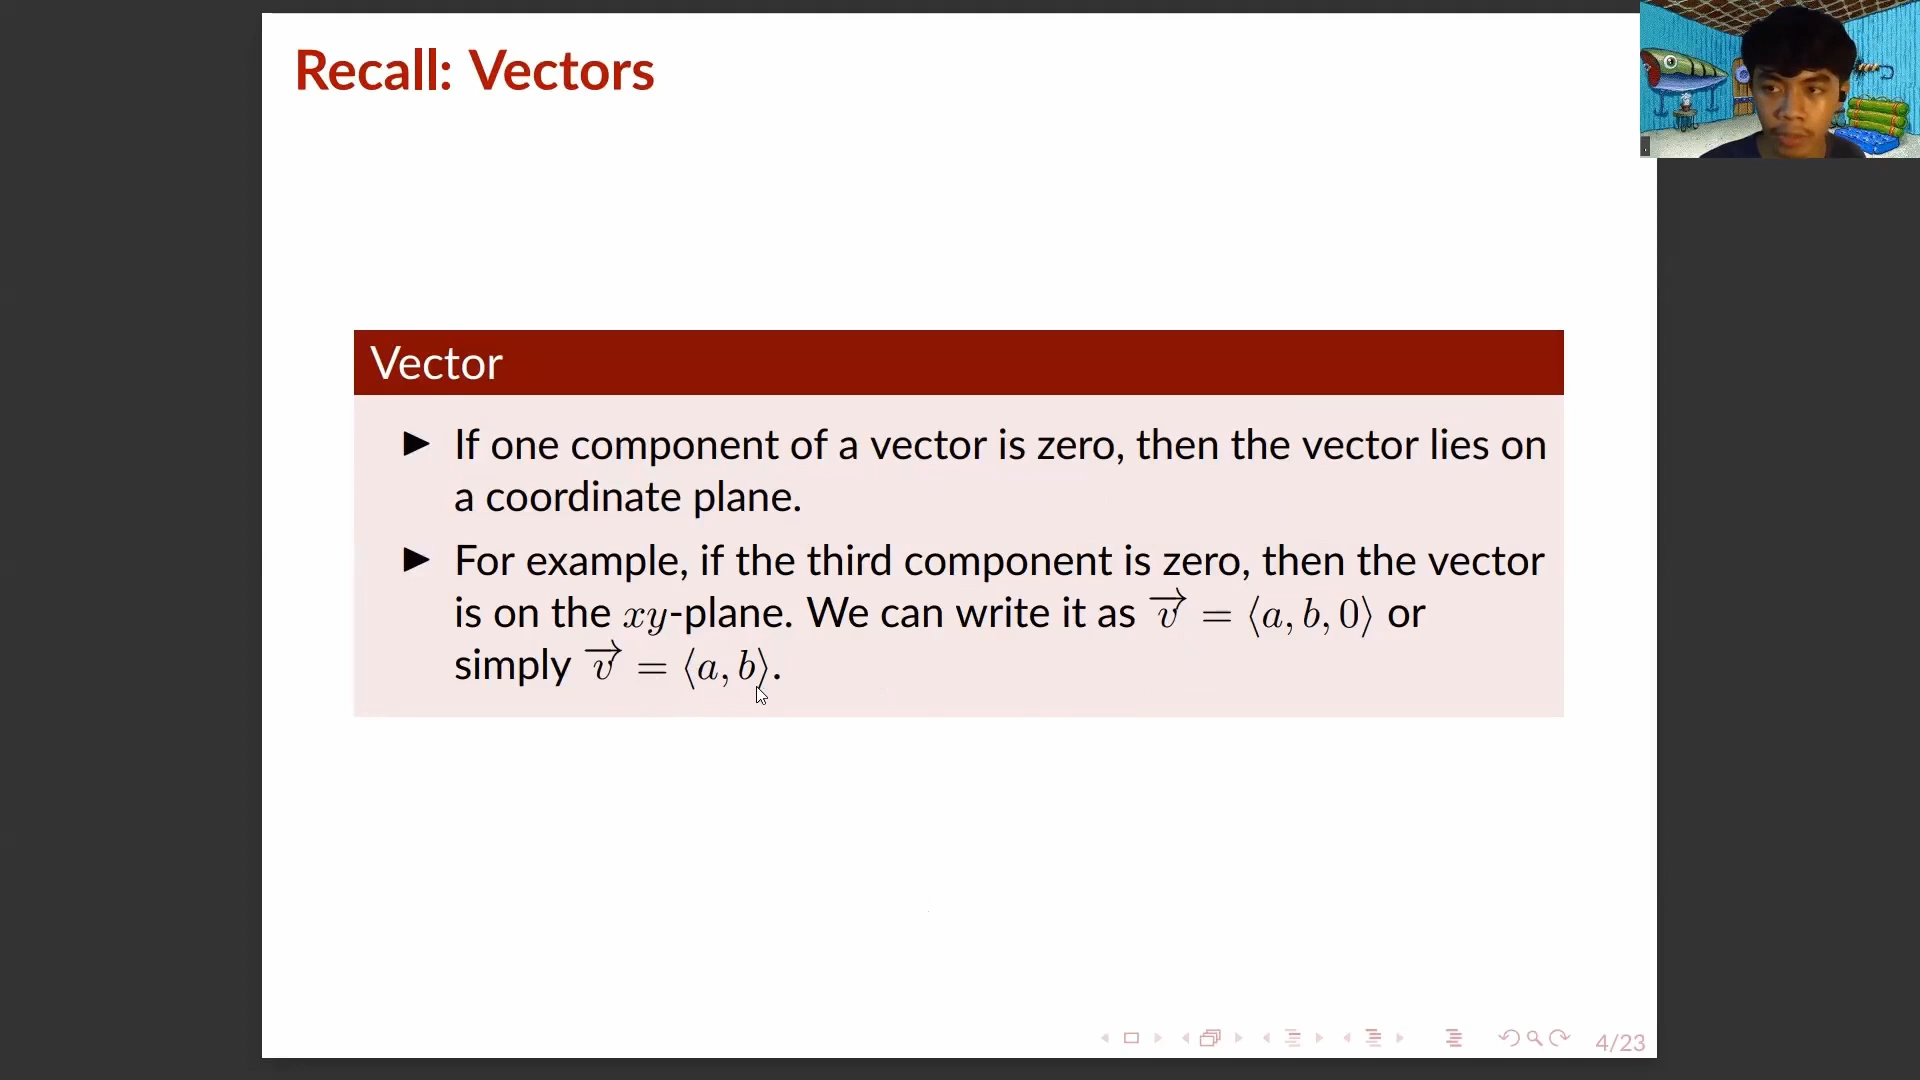 Recall: Vectors
Vector
▶ If one component of a vector is zero, then the vector lies on
a coordinate plane.
▶ For example, if the third component is zero, then the vector
is on the xy-plane. We can write it as v⃗ = ⟨a, b, 0⟩ or
simply v⃗ = ⟨a, b⟩.
4/23